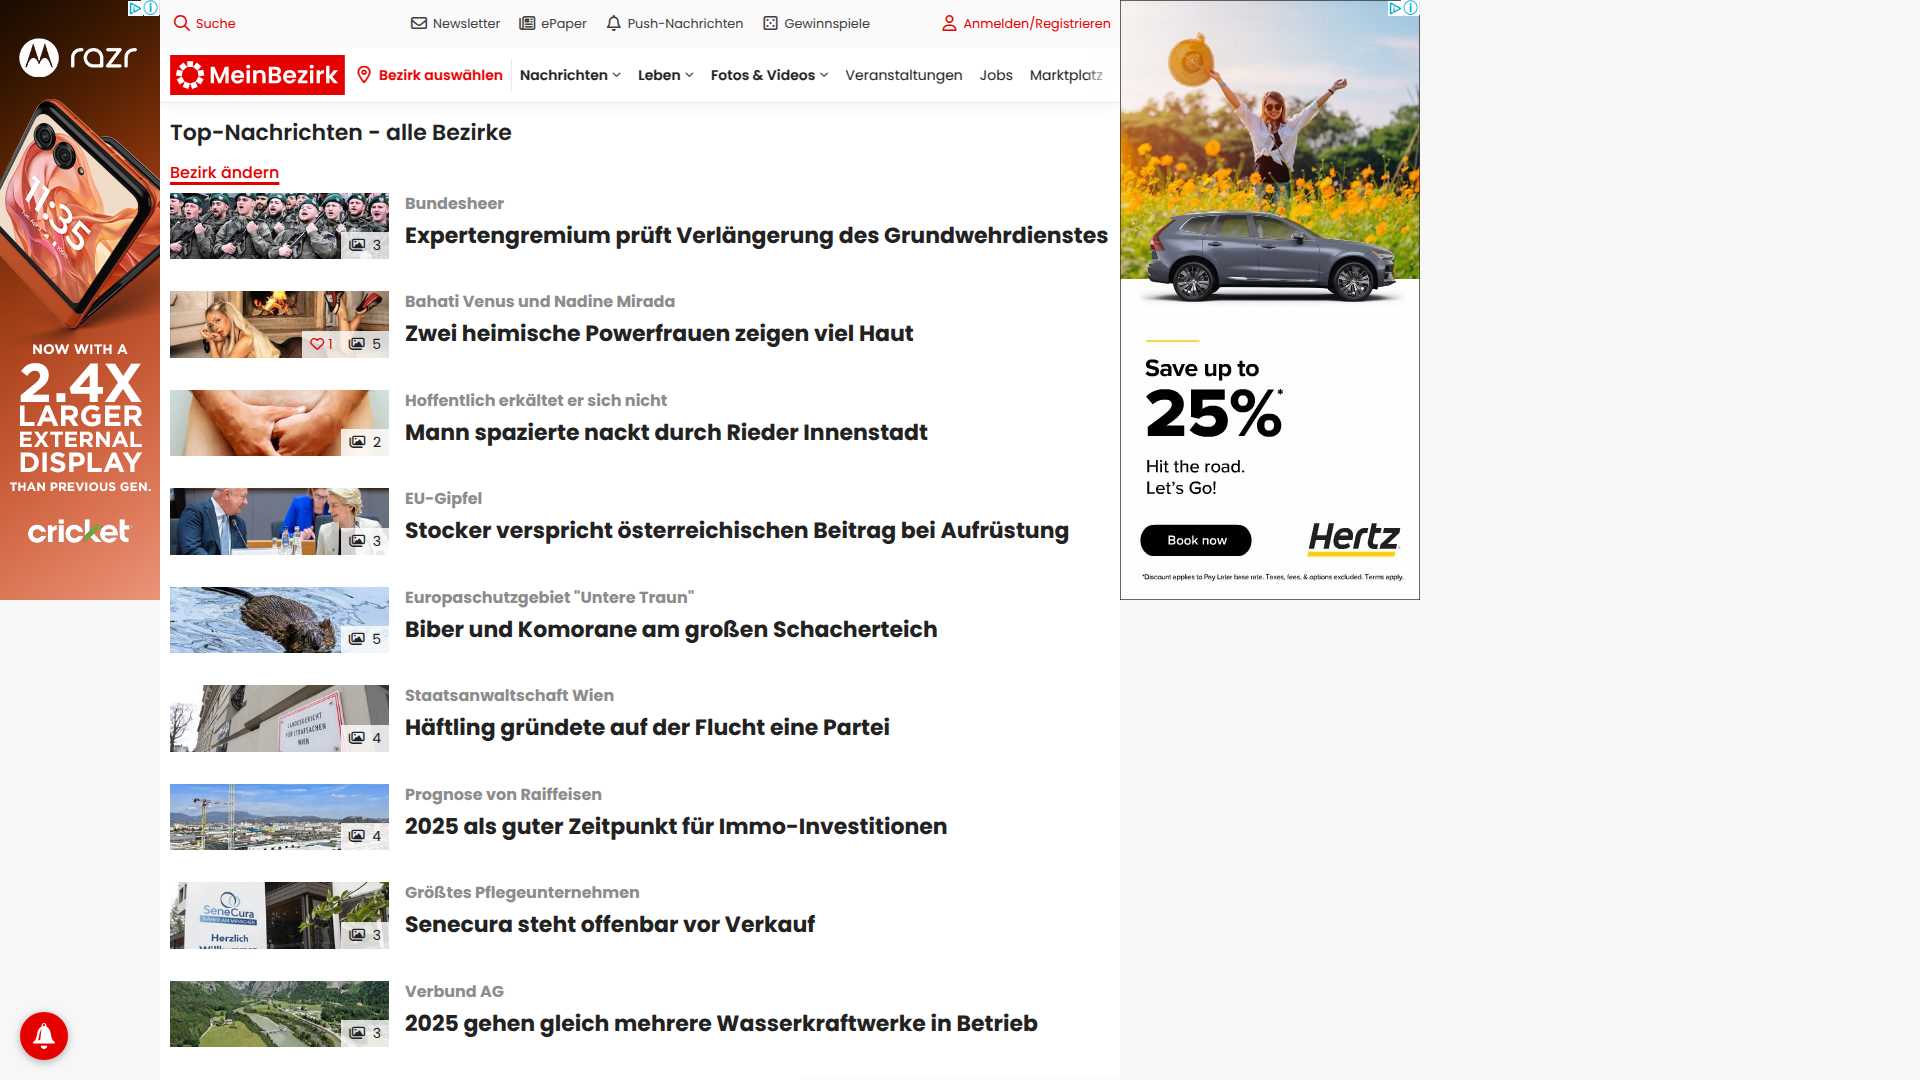 Suche
Newsletter
ePaper
Push-Nachrichten
Gewinnspiele
Anmelden/Registrieren
MeinBezirk
Bezirk auswählen
Nachrichten
Leben
Fotos & Videos
Veranstaltungen
Jobs
Marktplatz
razr
11:35
NOW WITH A
2.4X
LARGER
EXTERNAL
DISPLAY
THAN PREVIOUS GEN.
cricket
Top-Nachrichten - alle Bezirke
Bezirk ändern
3
Bundesheer
Expertengremium prüft Verlängerung des Grundwehrdienstes
1
5
Bahati Venus und Nadine Mirada
Zwei heimische Powerfrauen zeigen viel Haut
2
Hoffentlich erkältet er sich nicht
Mann spazierte nackt durch Rieder Innenstadt
3
EU-Gipfel
Stocker verspricht österreichischen Beitrag bei Aufrüstung
5
Europaschutzgebiet "Untere Traun"
Biber und Komorane am großen Schacherteich
LANDESGERICHT
FÜR STRAFSACHEN
WIEN
4
Staatsanwaltschaft Wien
Häftling gründete auf der Flucht eine Partei
4
Prognose von Raiffeisen
2025 als guter Zeitpunkt für Immo-Investitionen
SeneCura
Herzlich
3
Größtes Pflegeunternehmen
Senecura steht offenbar vor Verkauf
3
Verbund AG
2025 gehen gleich mehrere Wasserkraftwerke in Betrieb
Save up to
25%*
Hit the road.
Let's Go!
Book now
Hertz
*Discount applies to Pay Later base rate. Taxes, fees, & options excluded. Terms apply.